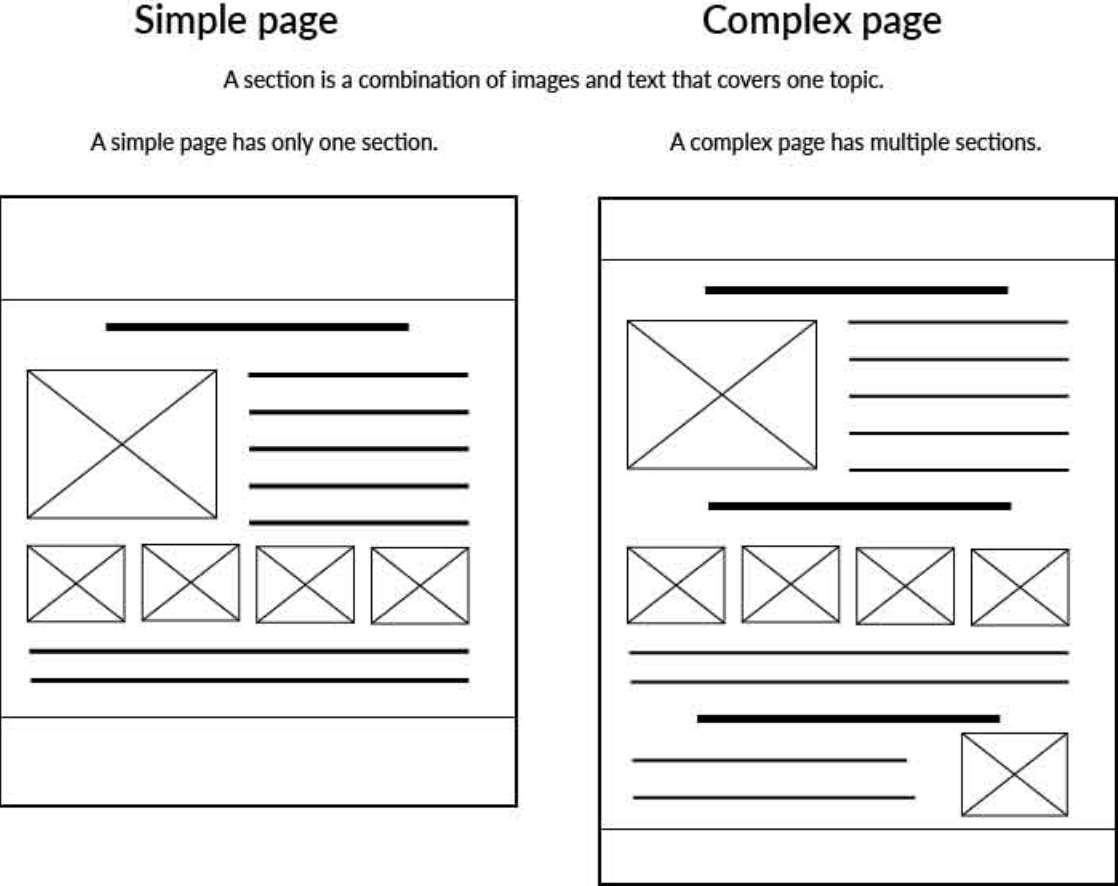 Simple page
Complex page
A section is a combination of images and text that covers one topic.
A simple page has only one section.
A complex page has multiple sections.